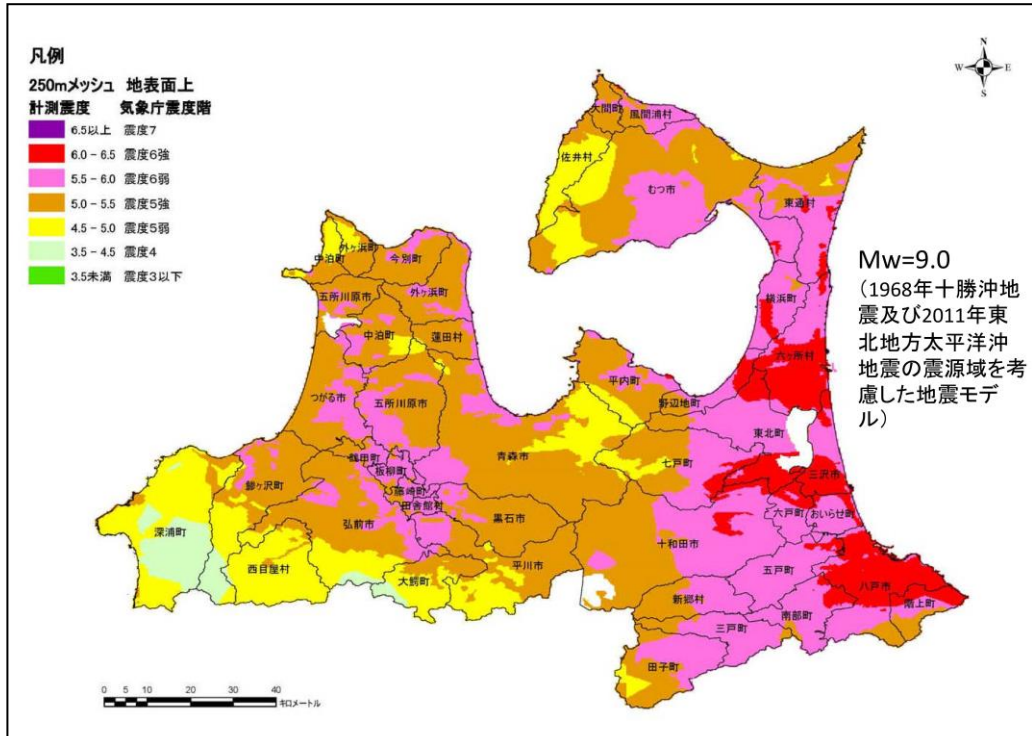 凡例
250mメッシュ 地表面上
計測震度 気象庁震度階
6.5以上 震度7
6.0 - 6.5 震度6強
5.5 - 6.0 震度6弱
5.0 - 5.5 震度5強
4.5 - 5.0 震度5弱
3.5 - 4.5 震度4
3.5未満 震度3以下
N
W E
S
大間町
風間浦村
佐井村
むつ市
東通村
外ヶ浜町
中泊町
今別町
五所川原市
外ヶ浜町
中泊町
蓬田村
横浜町
六ヶ所村
平内町
野辺地町
つがる市
五所川原市
東北町
青森市
七戸町
鶴田町
板柳町
三沢市
鰺ヶ沢町
藤崎町
田舎館村
六戸町
おいらせ町
深浦町
弘前市
黒石市
十和田市
西目屋村
大鰐町
平川市
五戸町
八戸市
新郷村
南部町
階上町
三戸町
田子町
Mw=9.0
（1968年十勝沖地
震及び2011年東
北地方太平洋沖
地震の震源域を考
慮した地震モデ
ル）
0 5 10 20 30 40
キロメートル